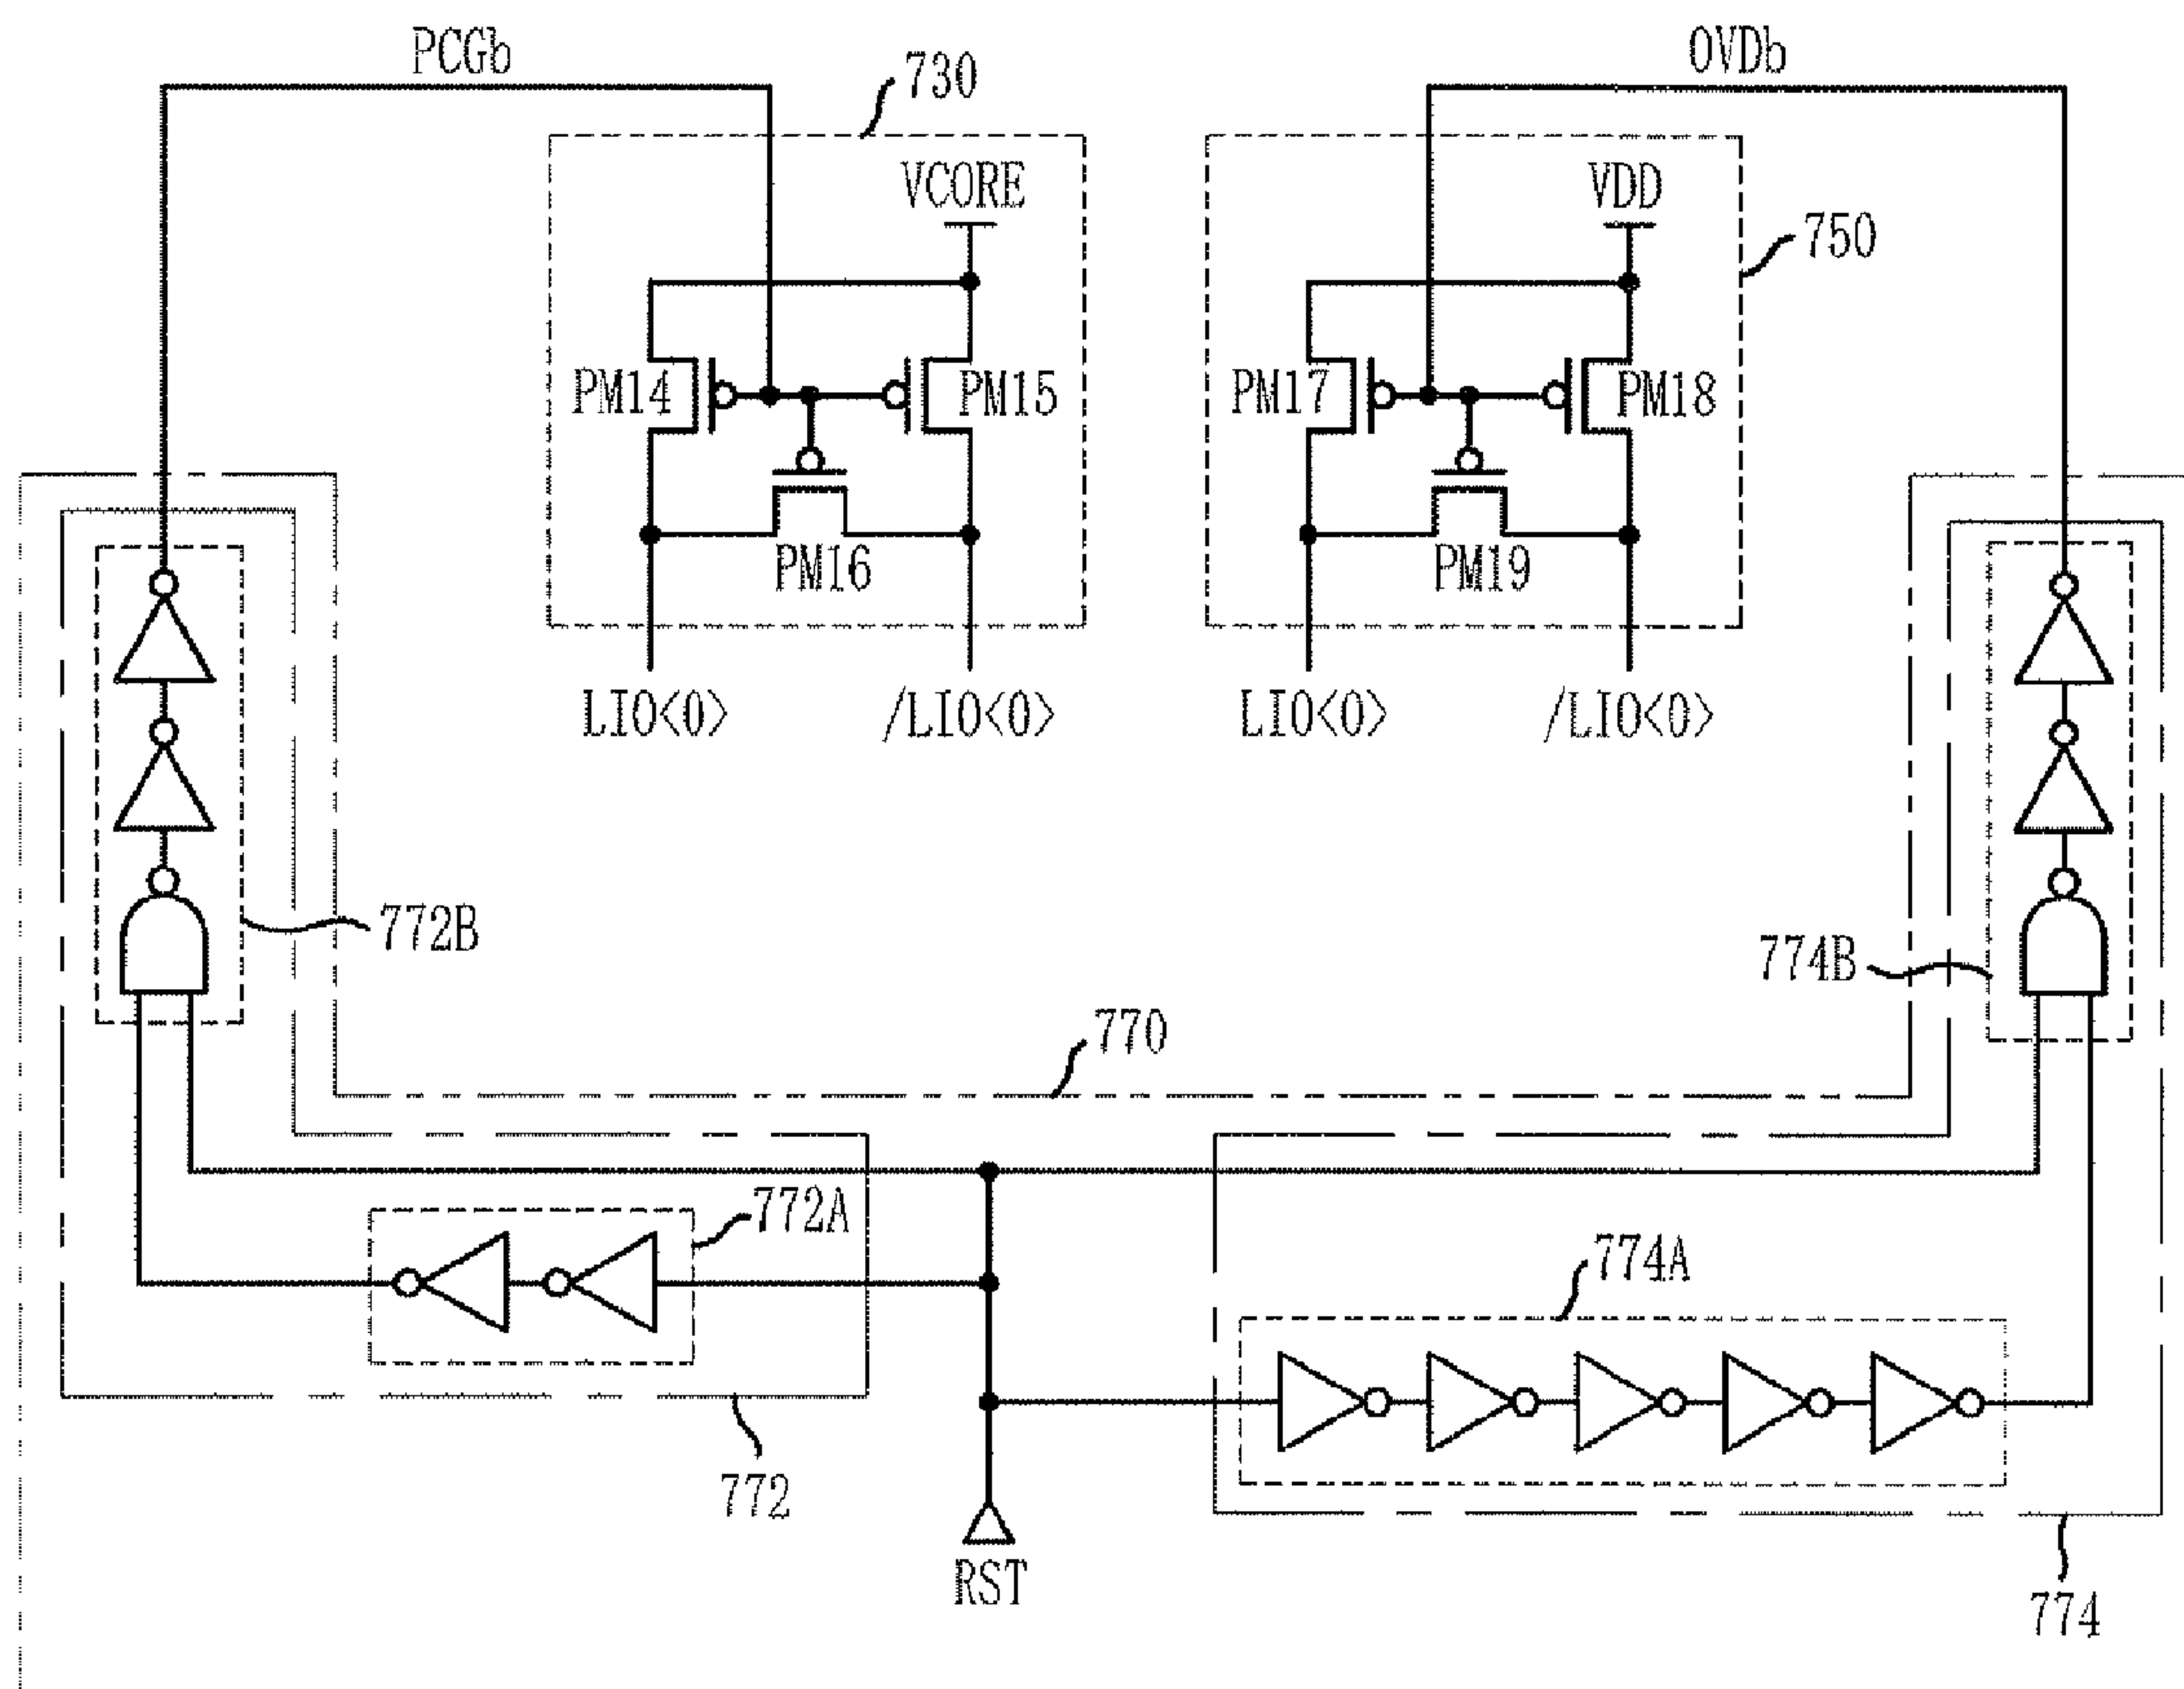 PCGb
OVDb
730
VCORE
VDD
750
PM14
PM15
PM17
PM18
PM16
PM19
LIO<0>
/LIO<0>
LIO<0>
/LIO<0>
772B
774B
770
772A
774A
772
RST
774